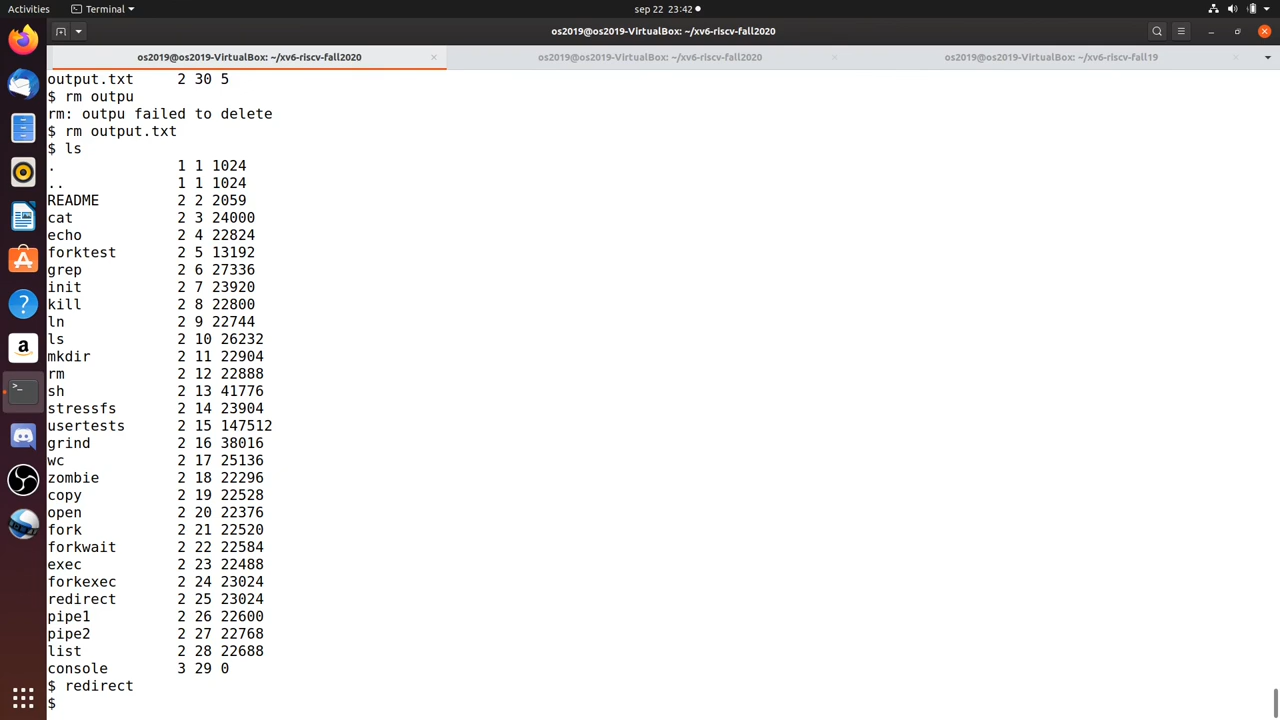 Activities Terminal sep 22 23:42
os2019@os2019-VirtualBox: ~/xv6-riscv-fall2020
os2019@os2019-VirtualBox: ~/xv6-riscv-fall2020 os2019@os2019-VirtualBox: ~/xv6-riscv-fall2020 os2019@os2019-VirtualBox: ~/xv6-riscv-fall19
output.txt 2 30 5
$ rm outpu
rm: outpu failed to delete
$ rm output.txt
$ ls
. 1 1 1024
.. 1 1 1024
README 2 2 2059
cat 2 3 24000
echo 2 4 22824
forktest 2 5 13192
grep 2 6 27336
init 2 7 23920
kill 2 8 22800
ln 2 9 22744
ls 2 10 26232
mkdir 2 11 22904
rm 2 12 22888
sh 2 13 41776
stressfs 2 14 23904
usertests 2 15 147512
grind 2 16 38016
wc 2 17 25136
zombie 2 18 22296
copy 2 19 22528
open 2 20 22376
fork 2 21 22520
forkwait 2 22 22584
exec 2 23 22488
forkexec 2 24 23024
redirect 2 25 23024
pipe1 2 26 22600
pipe2 2 27 22768
list 2 28 22688
console 3 29 0
$ redirect
$